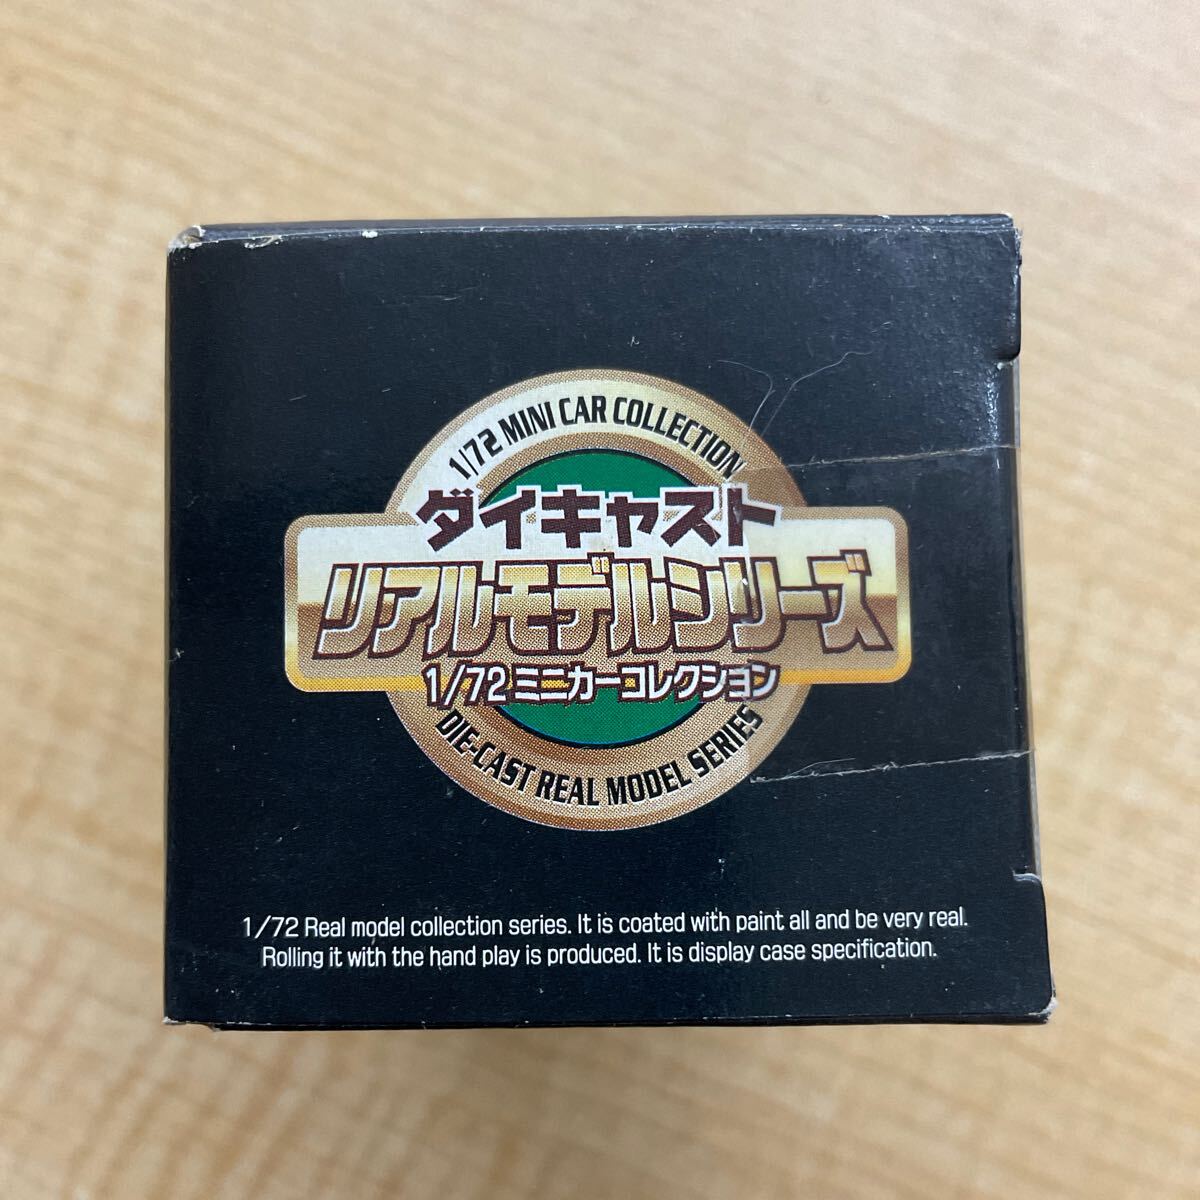 1/72 MINI CAR COLLECTION
ダイキャスト
リアルモデルシリーズ
1/72 ミニカーコレクション
DIE-CAST REAL MODEL SERIES
1/72 Real model collection series. It is coated with paint all and be very real.
Rolling it with the hand play is produced. It is display case specification.